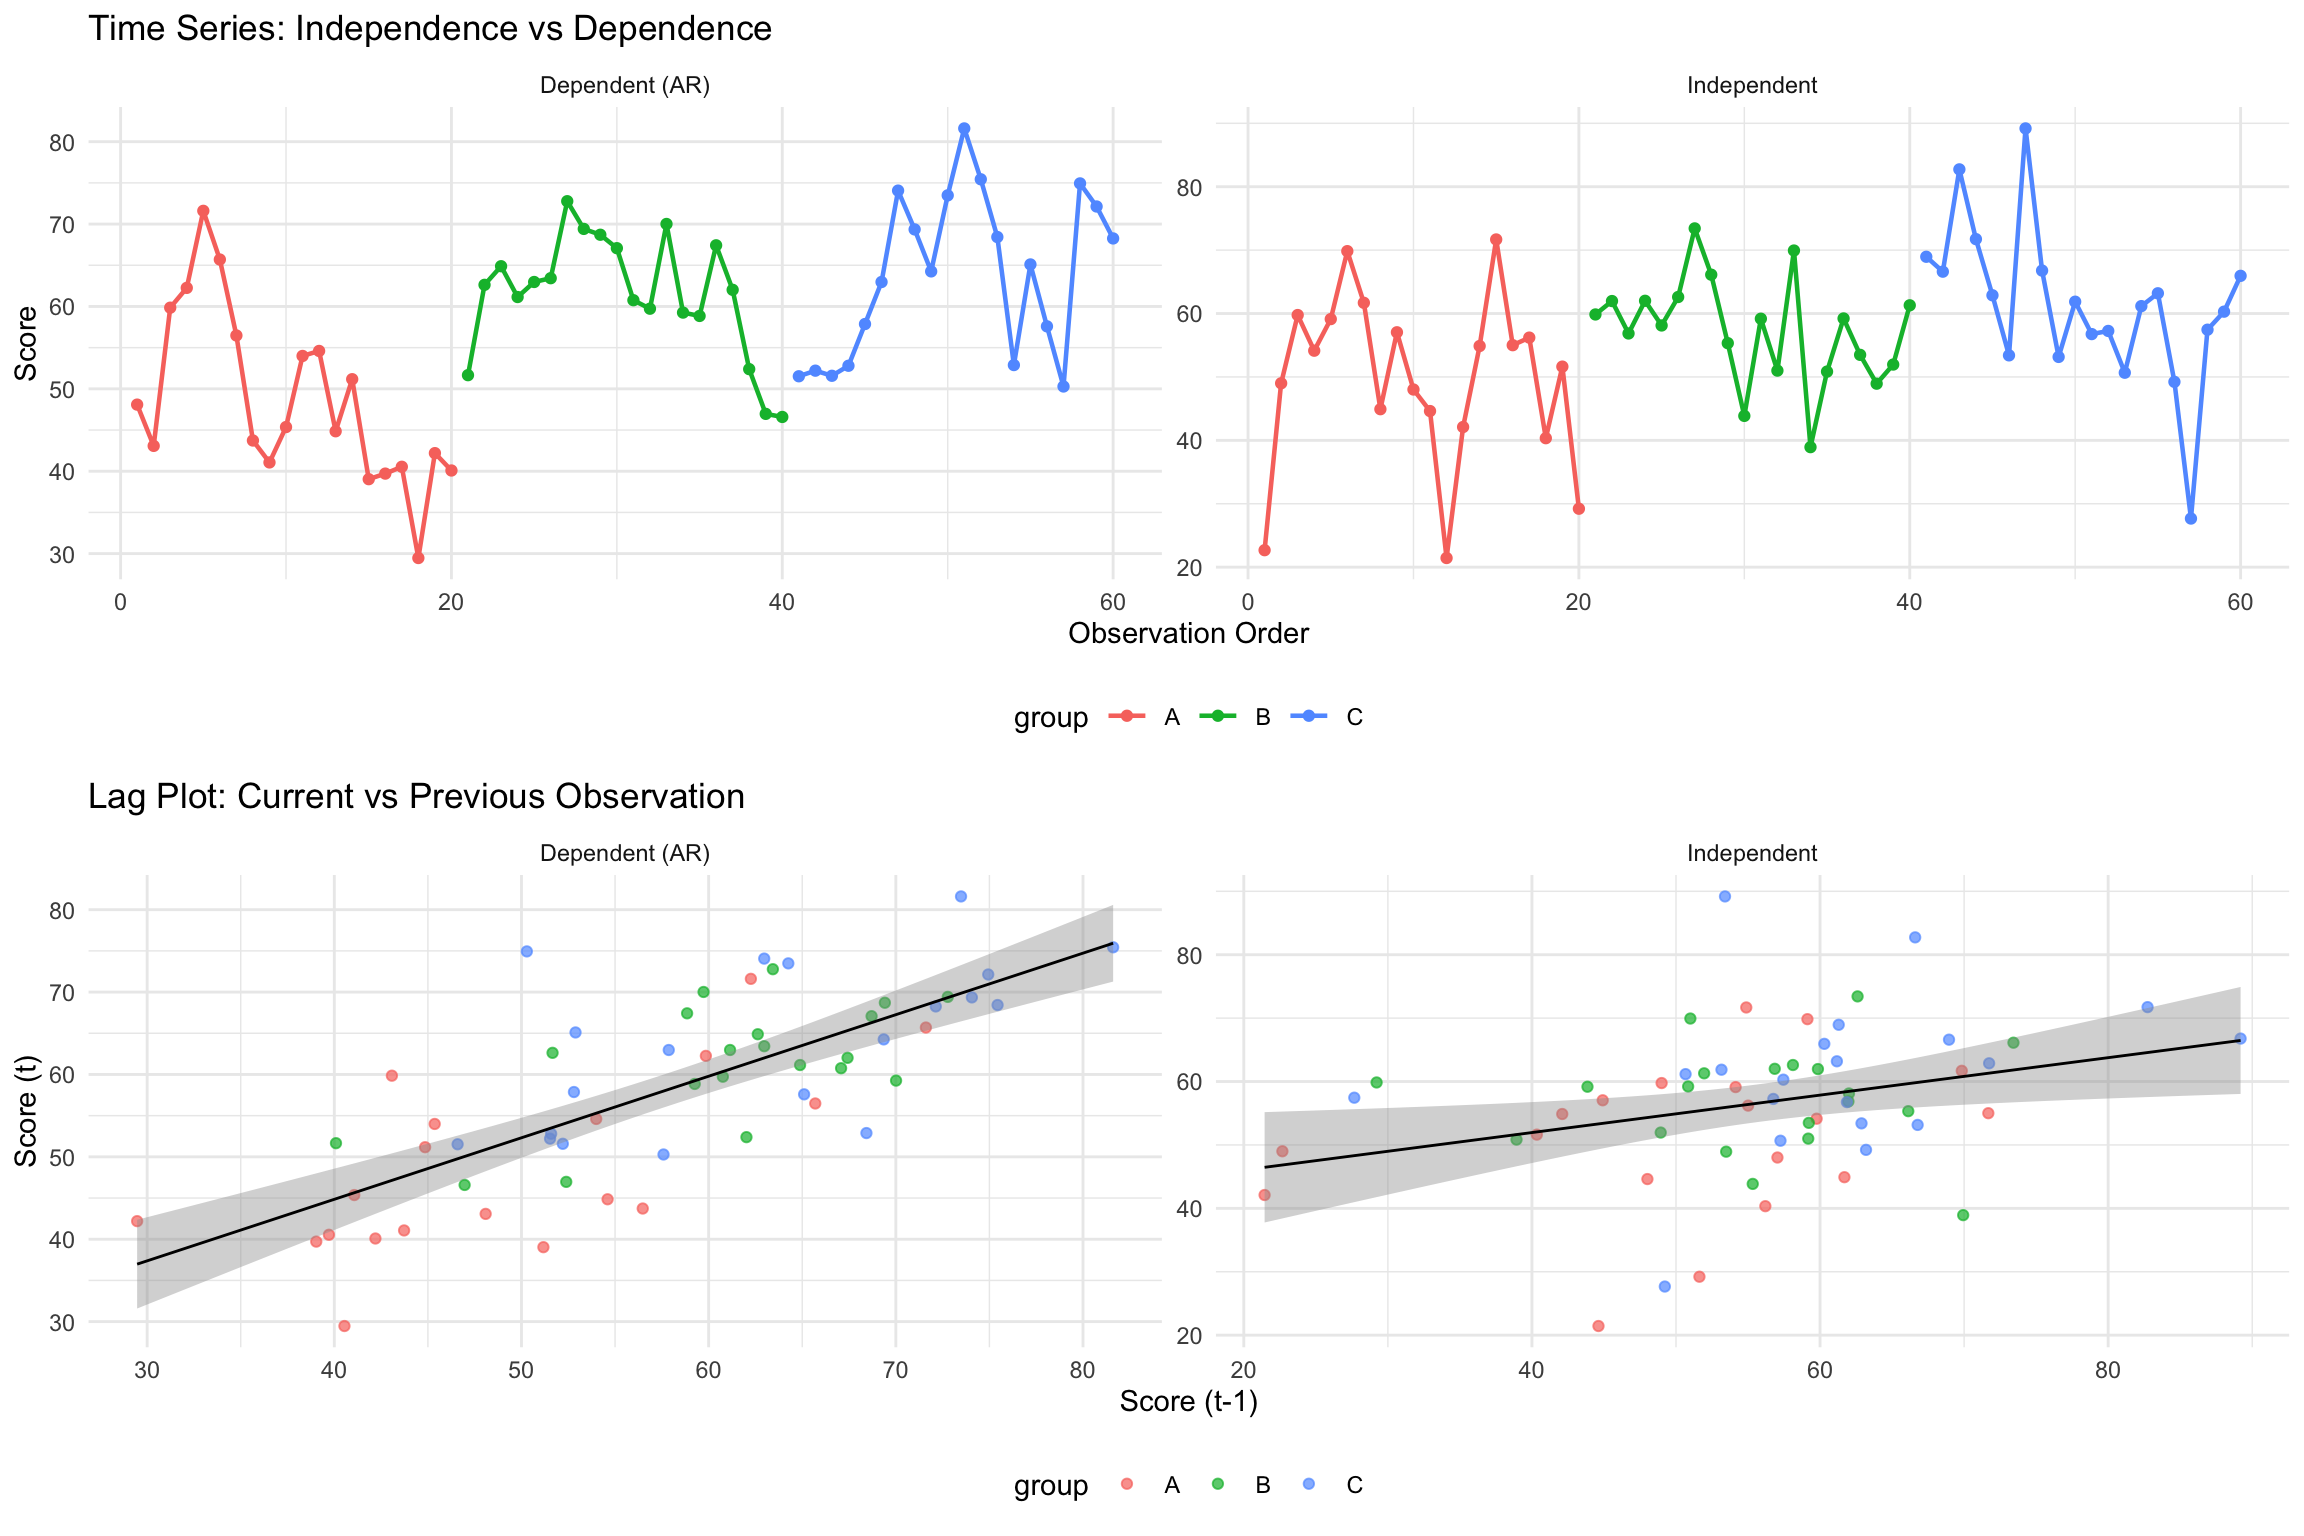 Time Series: Independence vs Dependence
Dependent (AR)
Independent
Score
80
70
60
50
40
30
80
60
40
20
0 20 40 60
0 20 40 60
Observation Order
group A B C
Lag Plot: Current vs Previous Observation
Dependent (AR)
Independent
Score (t)
80
70
60
50
40
30
80
60
40
20
30 40 50 60 70 80
20 40 60 80
Score (t-1)
group A B C